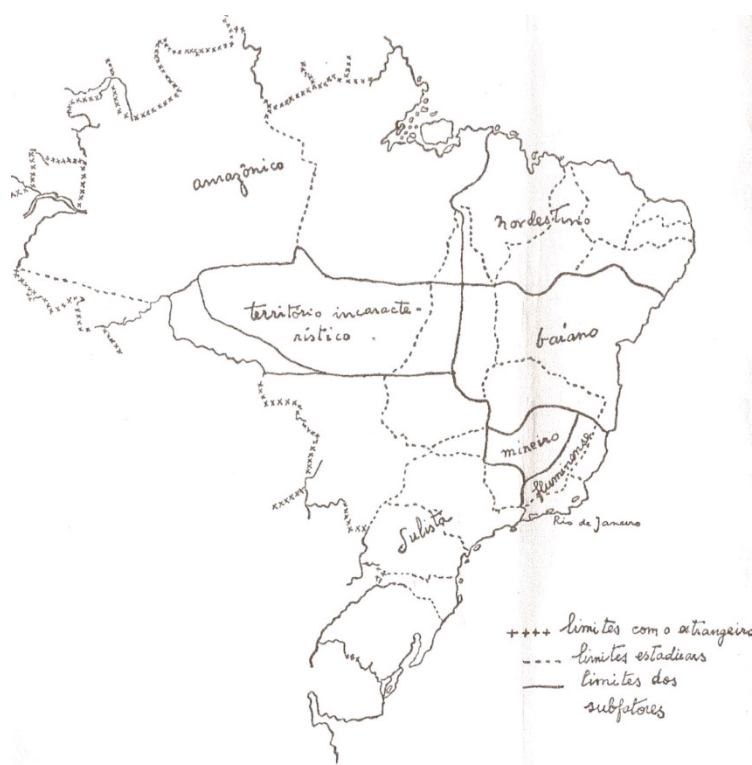 amazônico
nordestino
território incaracte-
rístico.
baiano
mineiro
fluminense
sulista
Rio de Janeiro
++++ limites com o estrangeiro
---- limites estaduais
—— limites dos
subfatores